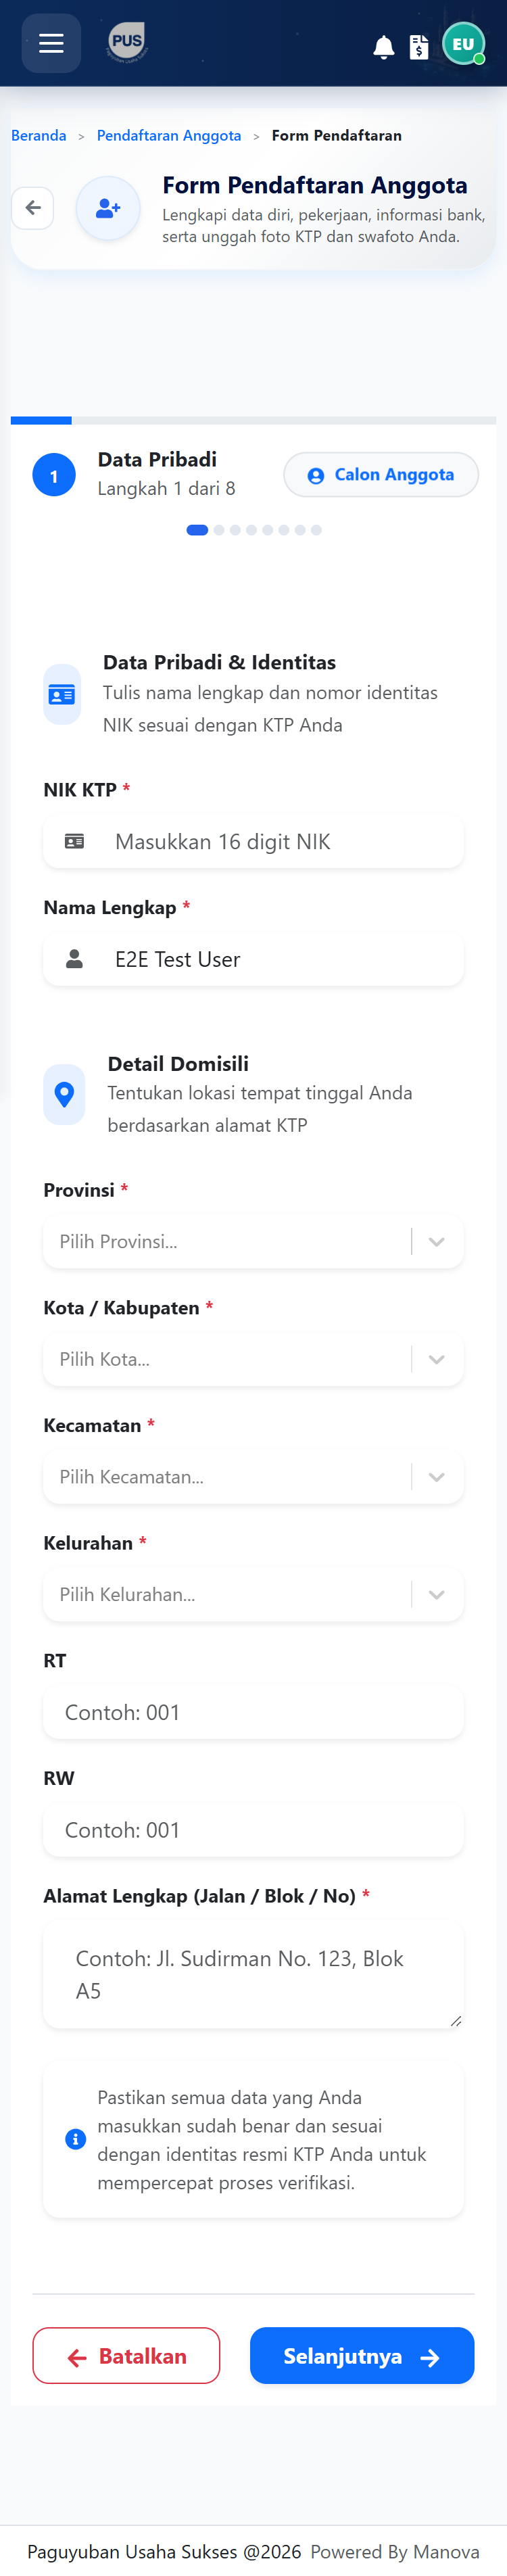 PUS
EU
Beranda > Pendaftaran Anggota > Form Pendaftaran
Form Pendaftaran Anggota
Lengkapi data diri, pekerjaan, informasi bank,
serta unggah foto KTP dan swafoto Anda.
1
Data Pribadi
Langkah 1 dari 8
Calon Anggota
Data Pribadi & Identitas
Tulis nama lengkap dan nomor identitas
NIK sesuai dengan KTP Anda
NIK KTP *
Masukkan 16 digit NIK
Nama Lengkap *
E2E Test User
Detail Domisili
Tentukan lokasi tempat tinggal Anda
berdasarkan alamat KTP
Provinsi *
Pilih Provinsi...
Kota / Kabupaten *
Pilih Kota...
Kecamatan *
Pilih Kecamatan...
Kelurahan *
Pilih Kelurahan...
RT
Contoh: 001
RW
Contoh: 001
Alamat Lengkap (Jalan / Blok / No) *
Contoh: Jl. Sudirman No. 123, Blok
A5
Pastikan semua data yang Anda
masukkan sudah benar dan sesuai
dengan identitas resmi KTP Anda untuk
mempercepat proses verifikasi.
Batalkan
Selanjutnya
Paguyuban Usaha Sukses @2026 Powered By Manova